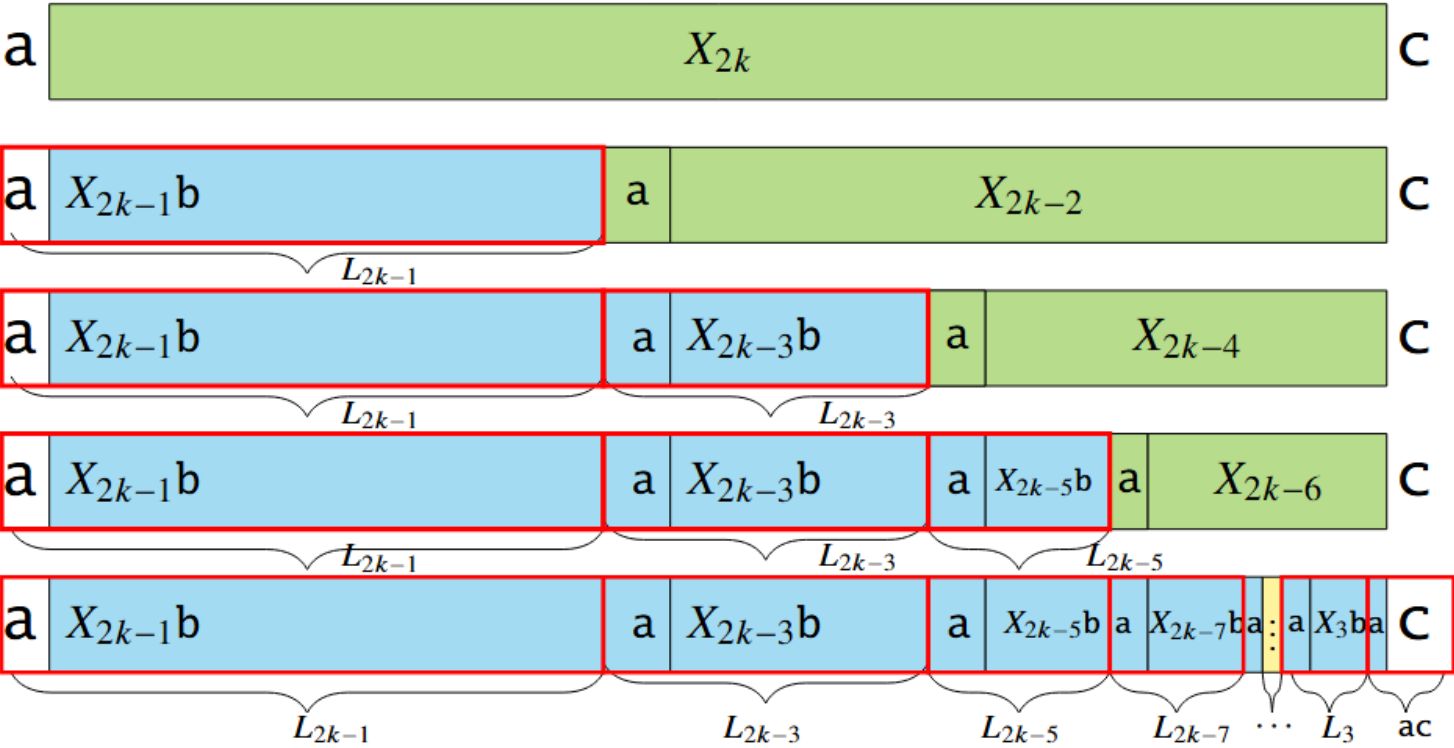 a X₂ₖ c
a X₂ₖ₋₁b a X₂ₖ₋₂ c
L₂ₖ₋₁
a X₂ₖ₋₁b a X₂ₖ₋₃b a X₂ₖ₋₄ c
L₂ₖ₋₁ L₂ₖ₋₃
a X₂ₖ₋₁b a X₂ₖ₋₃b a X₂ₖ₋₅b a X₂ₖ₋₆ c
L₂ₖ₋₁ L₂ₖ₋₃ L₂ₖ₋₅
a X₂ₖ₋₁b a X₂ₖ₋₃b a X₂ₖ₋₅b a X₂ₖ₋₇b a ⋮ a X₃b a c
L₂ₖ₋₁ L₂ₖ₋₃ L₂ₖ₋₅ L₂ₖ₋₇ ⋯ L₃ ac